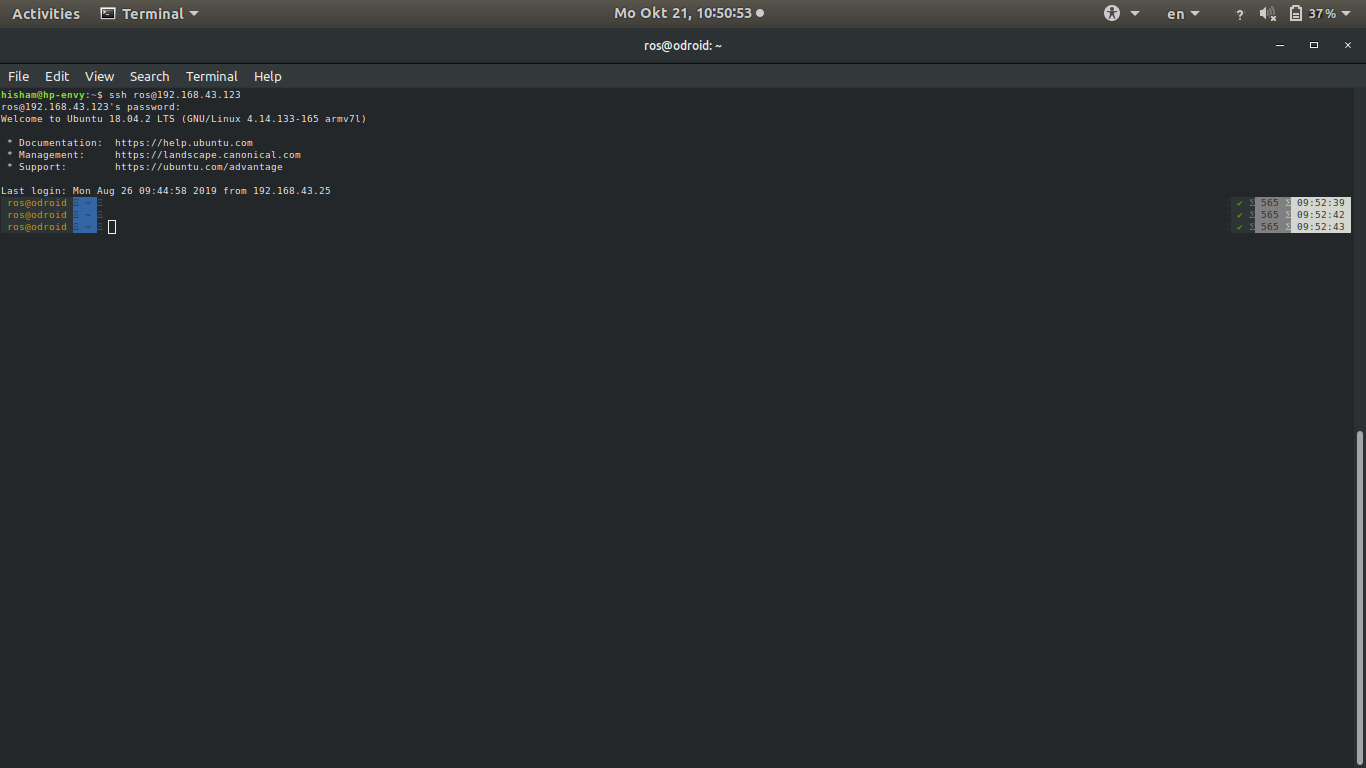 Activities Terminal Mo Okt 21, 10:50:53 en ? 37%
ros@odroid: ~
File Edit View Search Terminal Help
hisham@hp-envy:~$ ssh ros@192.168.43.123
ros@192.168.43.123's password:
Welcome to Ubuntu 18.04.2 LTS (GNU/Linux 4.14.133-165 armv7l)
* Documentation: https://help.ubuntu.com
* Management: https://landscape.canonical.com
* Support: https://ubuntu.com/advantage
Last login: Mon Aug 26 09:44:58 2019 from 192.168.43.25
ros@odroid ~ ✔ 565 09:52:39
ros@odroid ~ ✔ 565 09:52:42
ros@odroid ~ ✔ 565 09:52:43